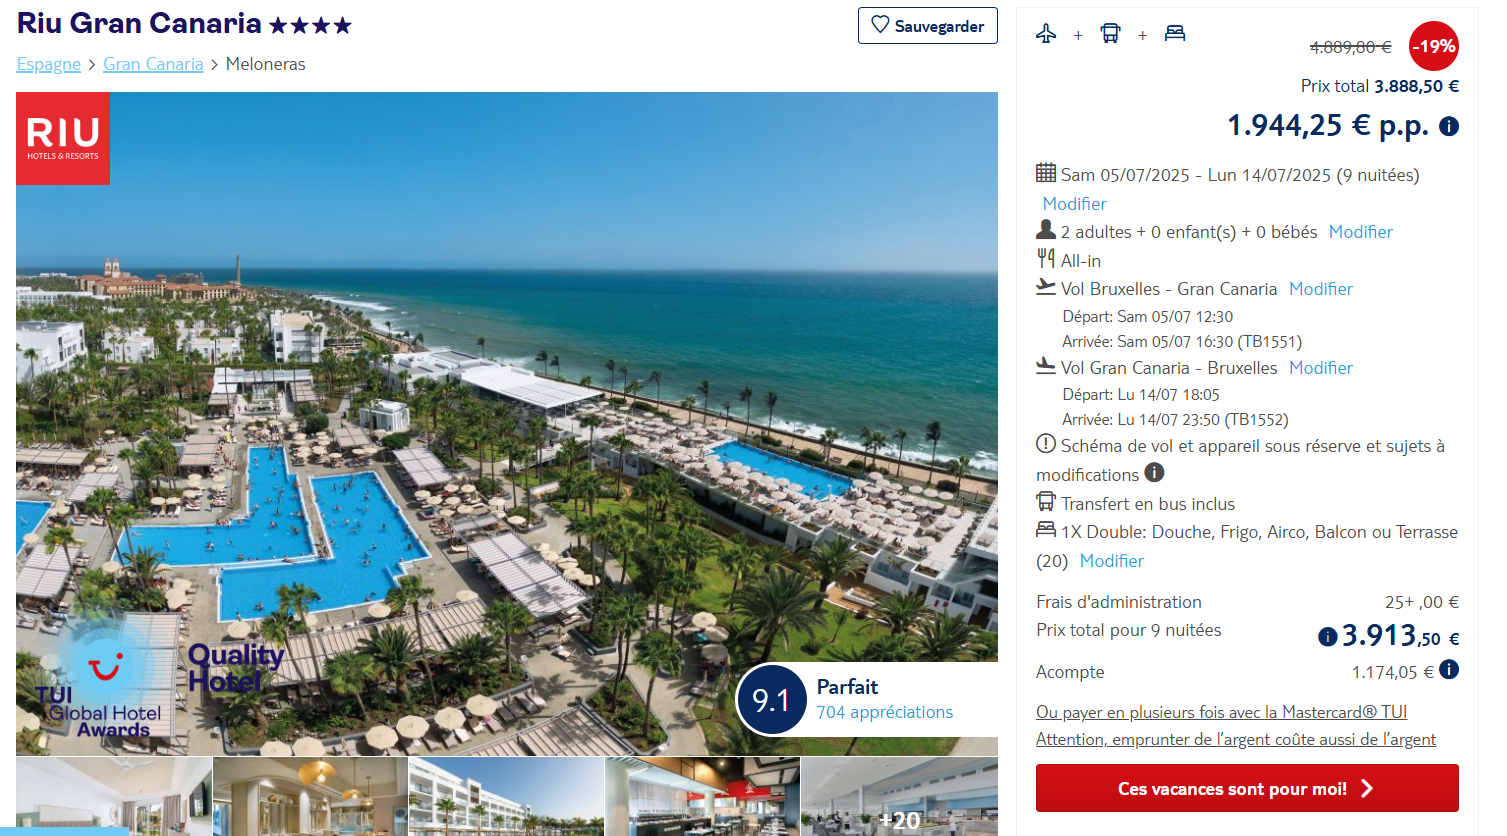 Riu Gran Canaria ★★★★
Sauvegarder
Espagne > Gran Canaria > Meloneras
RIU
HOTELS & RESORTS
TUI
Global Hotel
Awards
Quality
Hotel
9.1
Parfait
704 appréciations
+20
+ +
4.889,80 €
-19%
Prix total 3.888,50 €
1.944,25 € p.p.
Sam 05/07/2025 - Lun 14/07/2025 (9 nuitées)
Modifier
2 adultes + 0 enfant(s) + 0 bébés Modifier
All-in
Vol Bruxelles - Gran Canaria Modifier
Départ: Sam 05/07 12:30
Arrivée: Sam 05/07 16:30 (TB1551)
Vol Gran Canaria - Bruxelles Modifier
Départ: Lu 14/07 18:05
Arrivée: Lu 14/07 23:50 (TB1552)
Schéma de vol et appareil sous réserve et sujets à
modifications
Transfert en bus inclus
1X Double: Douche, Frigo, Airco, Balcon ou Terrasse
(20) Modifier
Frais d'administration 25+ ,00 €
Prix total pour 9 nuitées 3.913,50 €
Acompte 1.174,05 €
Ou payer en plusieurs fois avec la Mastercard® TUI
Attention, emprunter de l’argent coûte aussi de l’argent
Ces vacances sont pour moi!